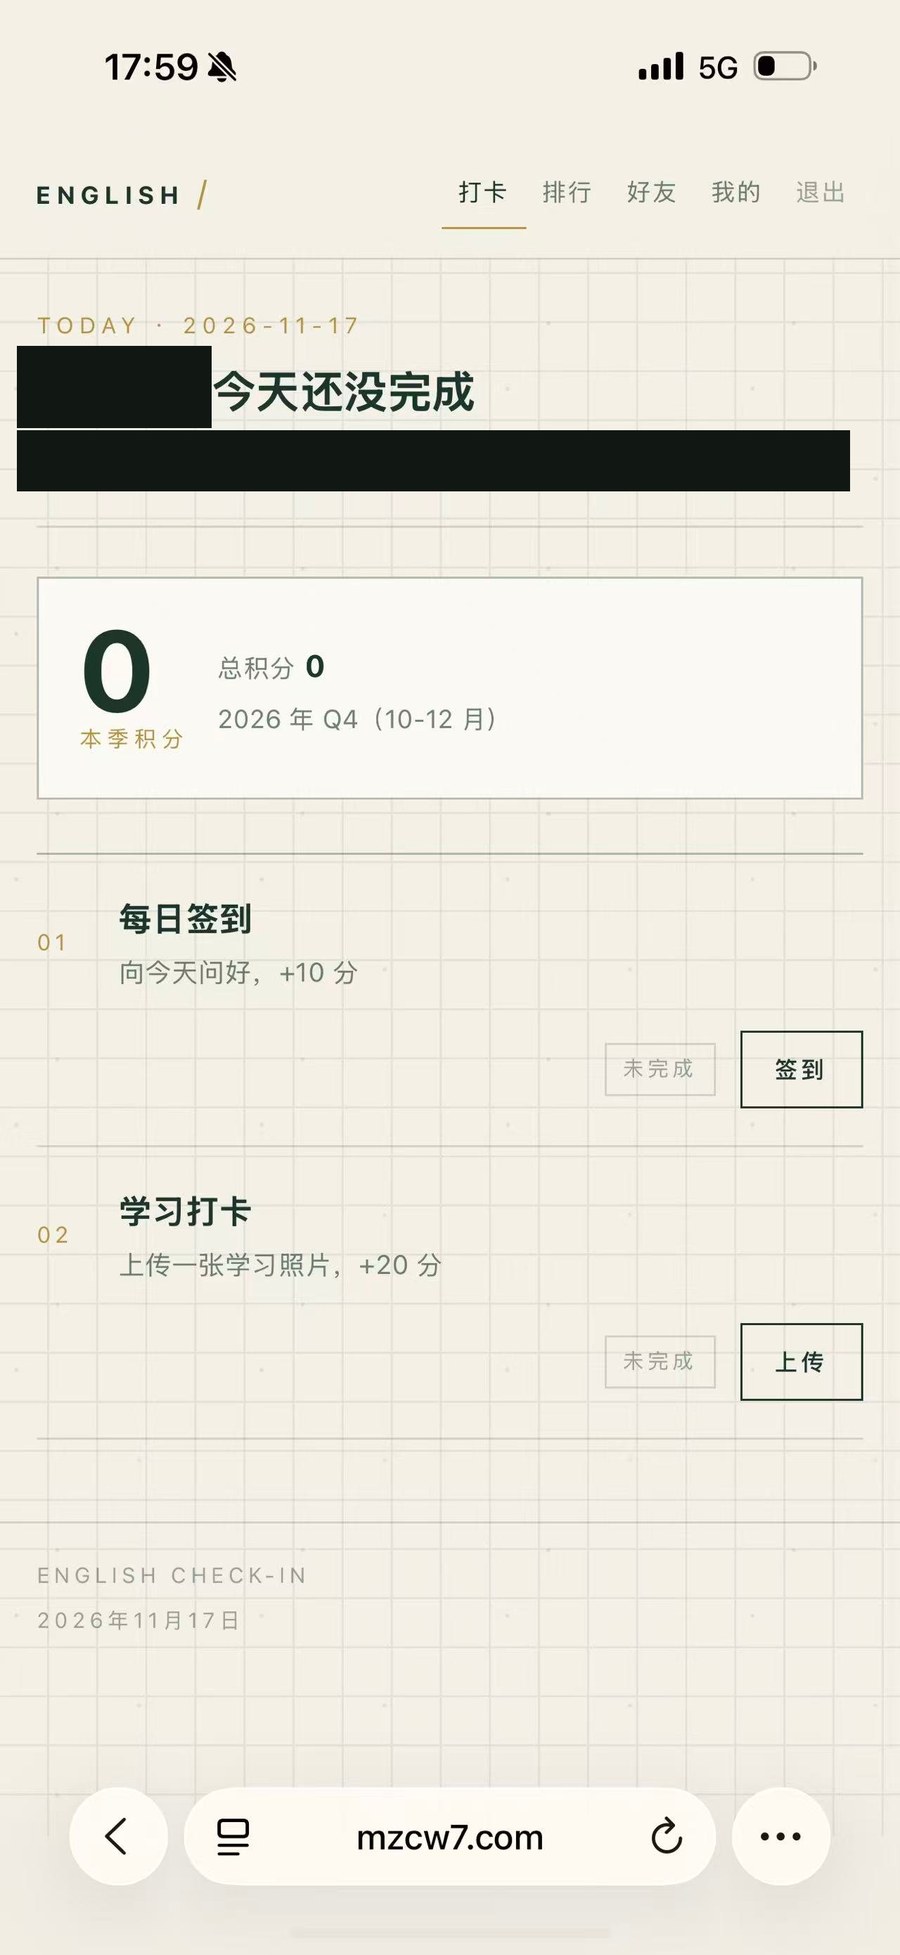 17:59 5G
ENGLISH / 打卡 排行 好友 我的 退出
TODAY · 2026-11-17
今天还没完成
0
本季积分
总积分 0
2026 年 Q4（10-12 月）
01
每日签到
向今天问好，+10 分
未完成 签到
02
学习打卡
上传一张学习照片，+20 分
未完成 上传
ENGLISH CHECK-IN
2026年11月17日
mzcw7.com